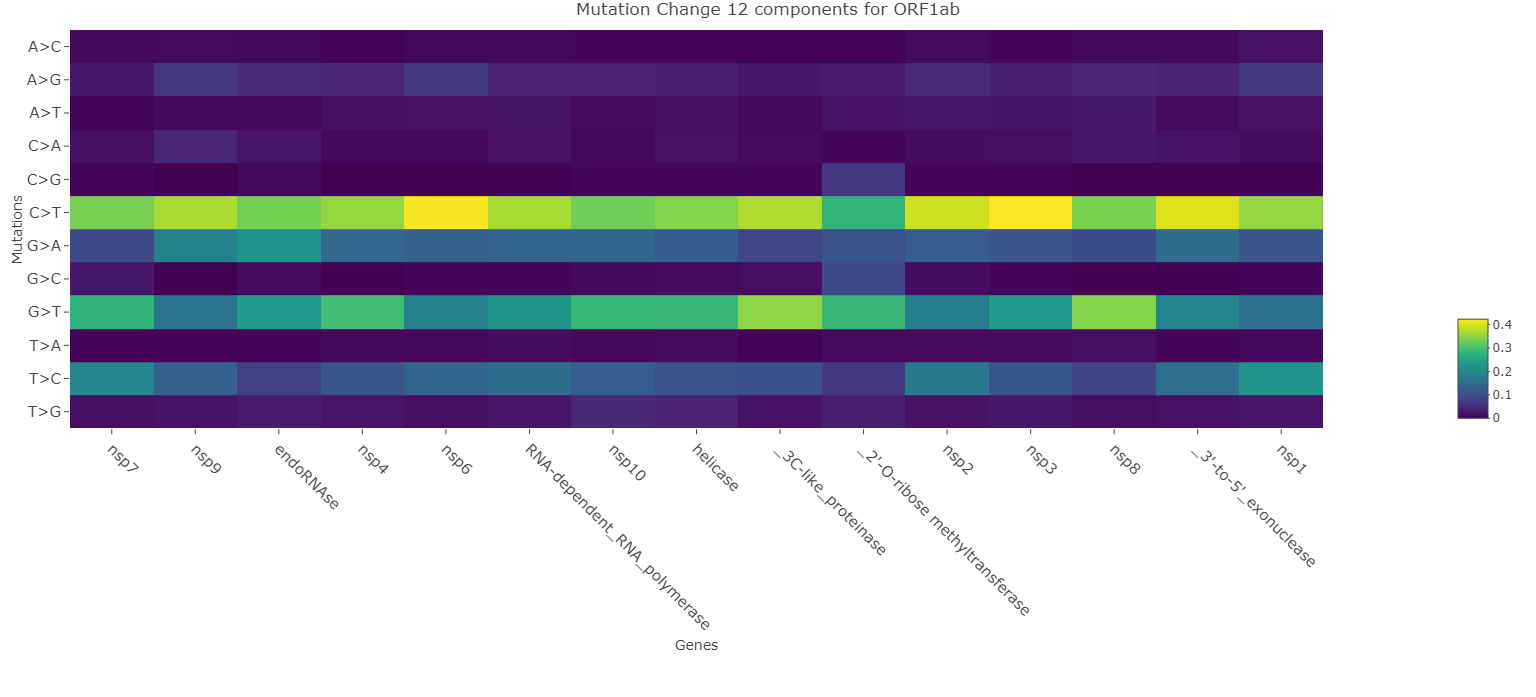 Mutation Change 12 components for ORF1ab
Mutations
A>C
A>G
A>T
C>A
C>G
C>T
G>A
G>C
G>T
T>A
T>C
T>G
nsp7
nsp9
endoRNAse
nsp4
nsp6
RNA-dependent_RNA_polymerase
nsp10
helicase
_3C-like_proteinase
_2'-O-ribose methyltransferase
nsp2
nsp3
nsp8
_3'-to-5'_exonuclease
nsp1
Genes
0.4
0.3
0.2
0.1
0